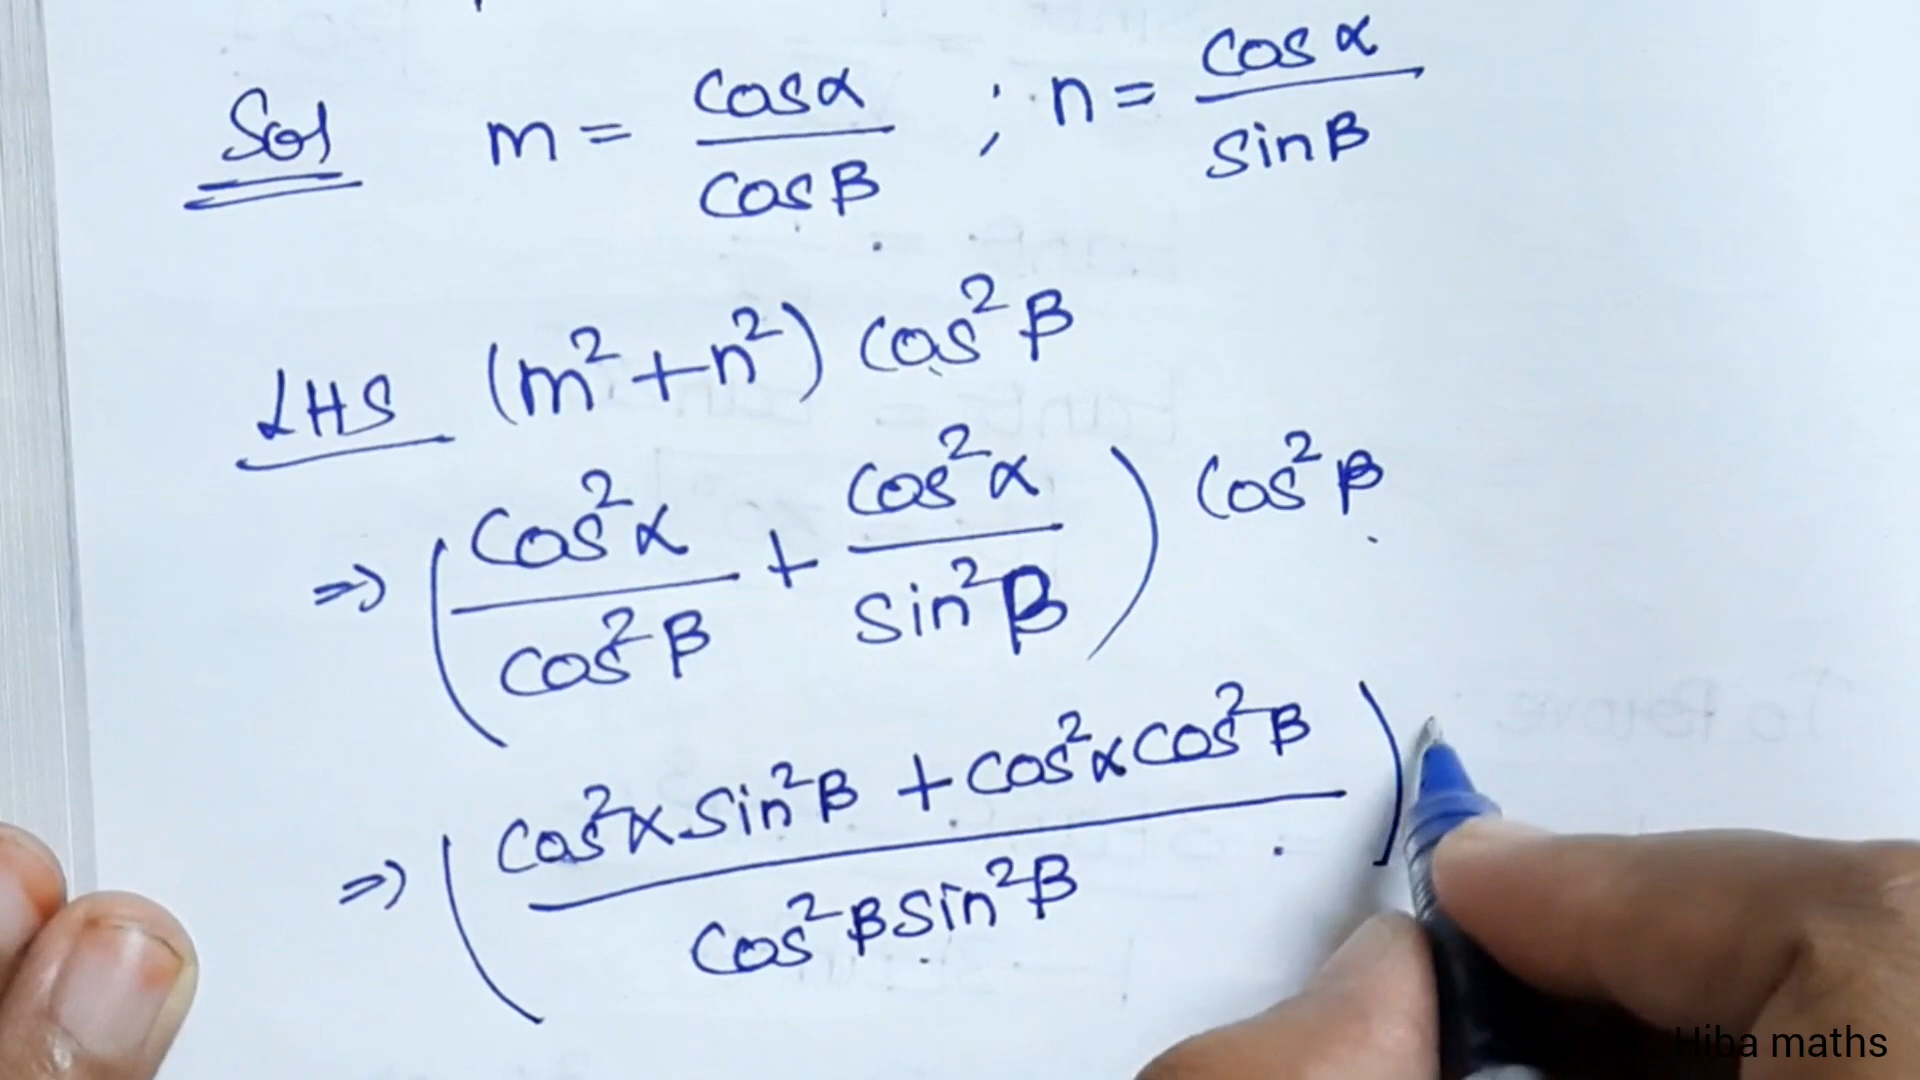 Sol m = cosα / cosβ ; n = cosα / sinβ
LHS (m² + n²) cos²β
⇒ (cos²α / cos²β + cos²α / sin²β) cos²β
⇒ (cos²α sin²β + cos²α cos²β / cos²β sin²β)
Hiba maths